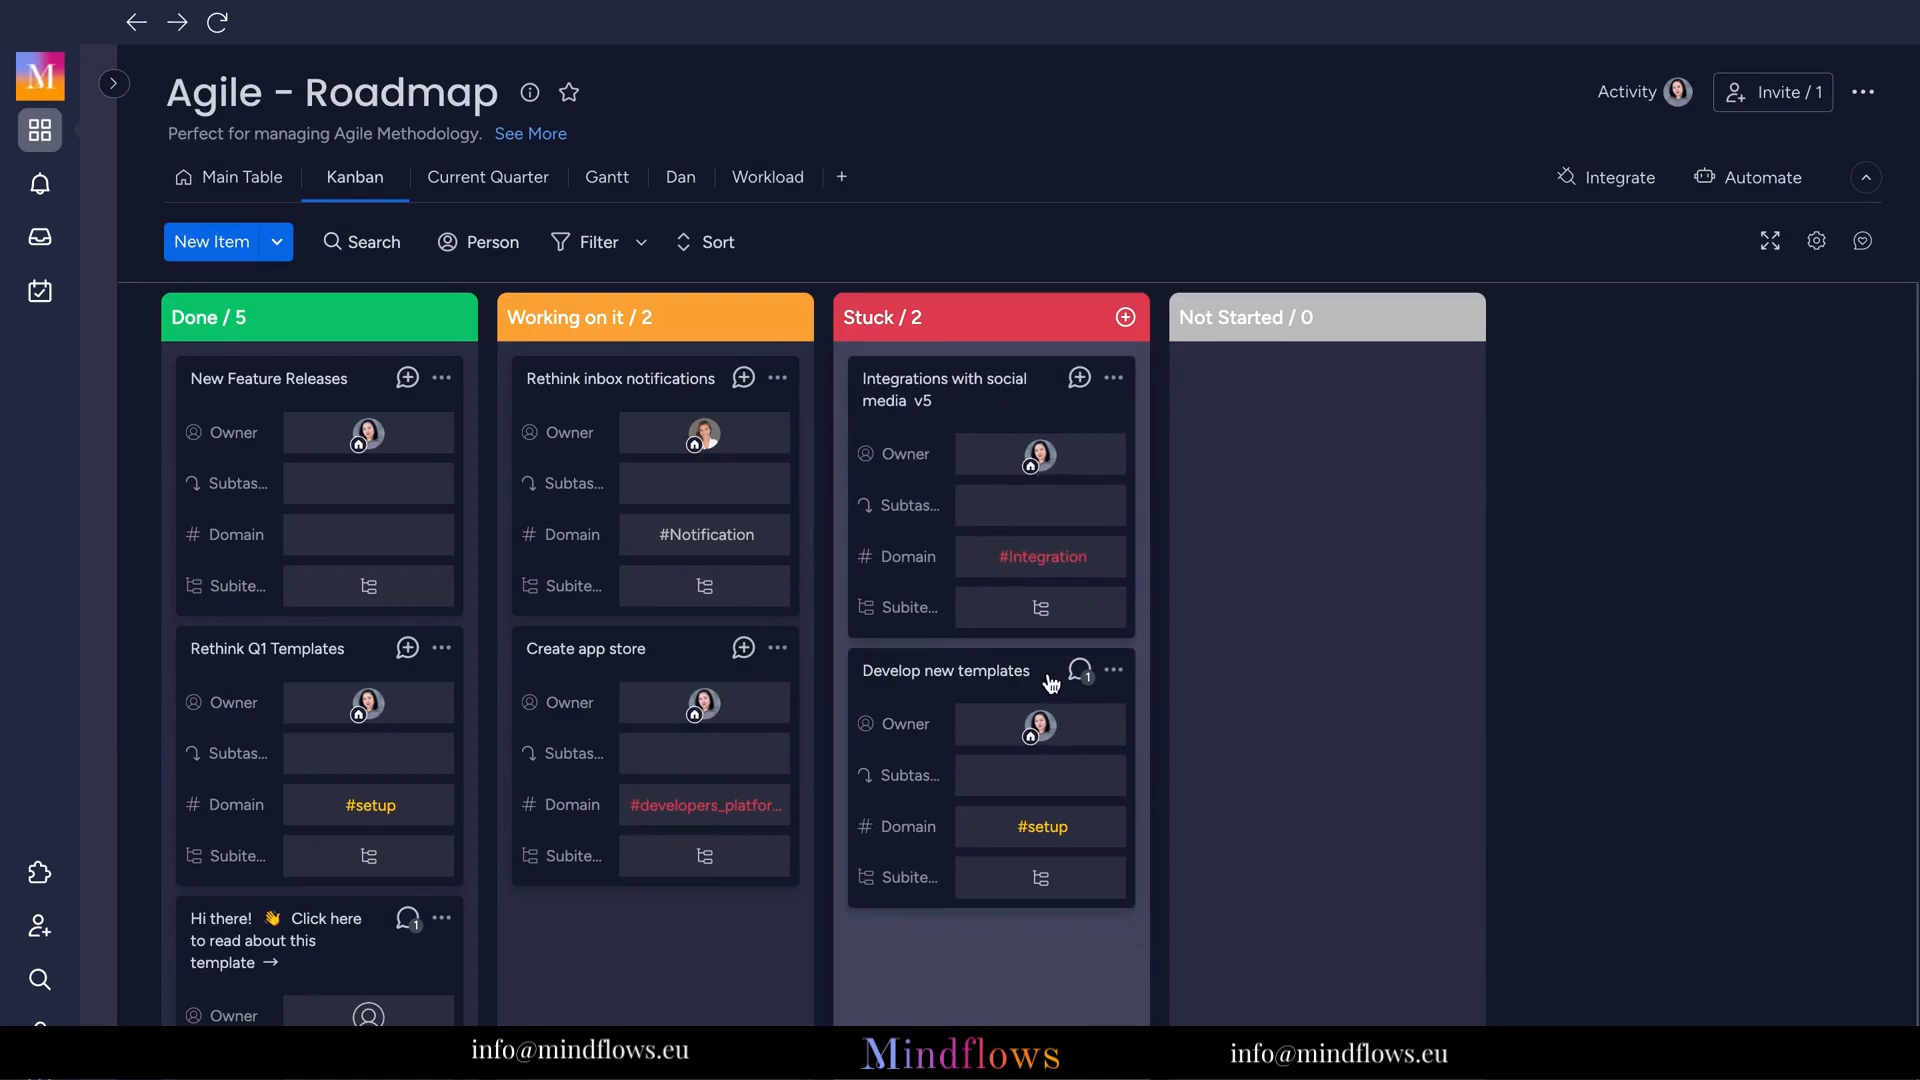 M
Agile - Roadmap
Activity
Invite / 1
Perfect for managing Agile Methodology. See More
Main Table
Kanban
Current Quarter
Gantt
Dan
Workload
+
Integrate
Automate
New Item
Search
Person
Filter
Sort
Done / 5
New Feature Releases
Owner
Subtas...
# Domain
Subite...
Rethink Q1 Templates
Owner
Subtas...
# Domain #setup
Subite...
Hi there! 👋 Click here
to read about this
template →
1
Owner
Working on it / 2
Rethink inbox notifications
Owner
Subtas...
# Domain #Notification
Subite...
Create app store
Owner
Subtas...
# Domain #developers_platfor...
Subite...
Stuck / 2
Integrations with social
media v5
Owner
Subtas...
# Domain #Integration
Subite...
Develop new templates
1
Owner
Subtas...
# Domain #setup
Subite...
Not Started / 0
info@mindflows.eu
Mindflows
info@mindflows.eu